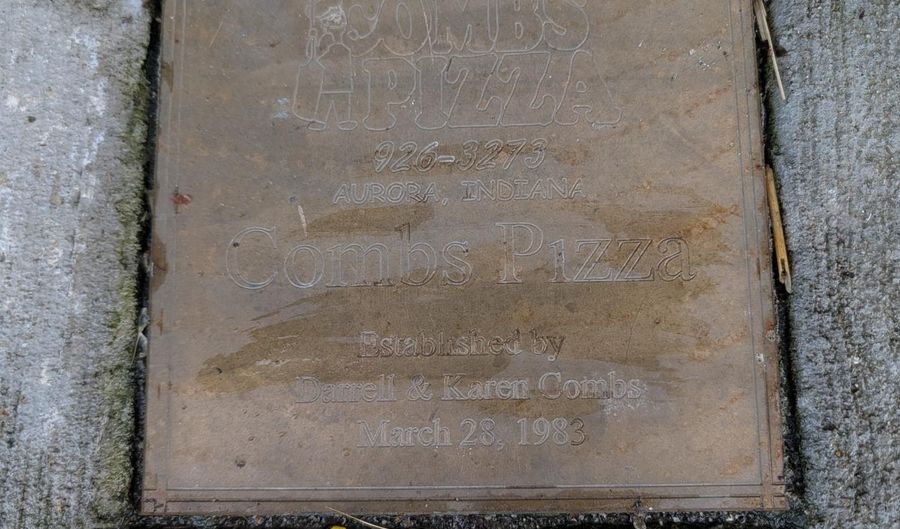 COMBS
PIZZA
926-3273
AURORA, INDIANA
Combs Pizza
Established by
Darrell & Karen Combs
March 28, 1983